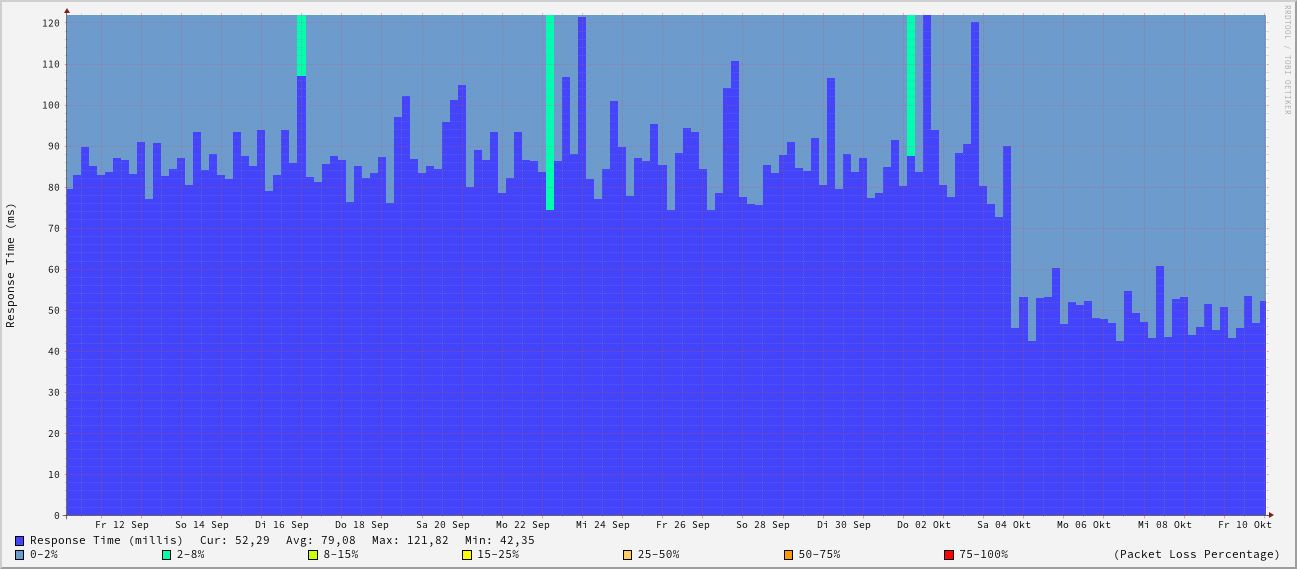 RRDTOOL / TOBI OETIKER
Response Time (ms)
120
110
100
90
80
70
60
50
40
30
20
10
0
Fr 12 Sep So 14 Sep Di 16 Sep Do 18 Sep Sa 20 Sep Mo 22 Sep Mi 24 Sep Fr 26 Sep So 28 Sep Di 30 Sep Do 02 Okt Sa 04 Okt Mo 06 Okt Mi 08 Okt Fr 10 Okt
Response Time (millis) Cur: 52,29 Avg: 79,08 Max: 121,82 Min: 42,35
0-2% 2-8% 8-15% 15-25% 25-50% 50-75% 75-100% (Packet Loss Percentage)